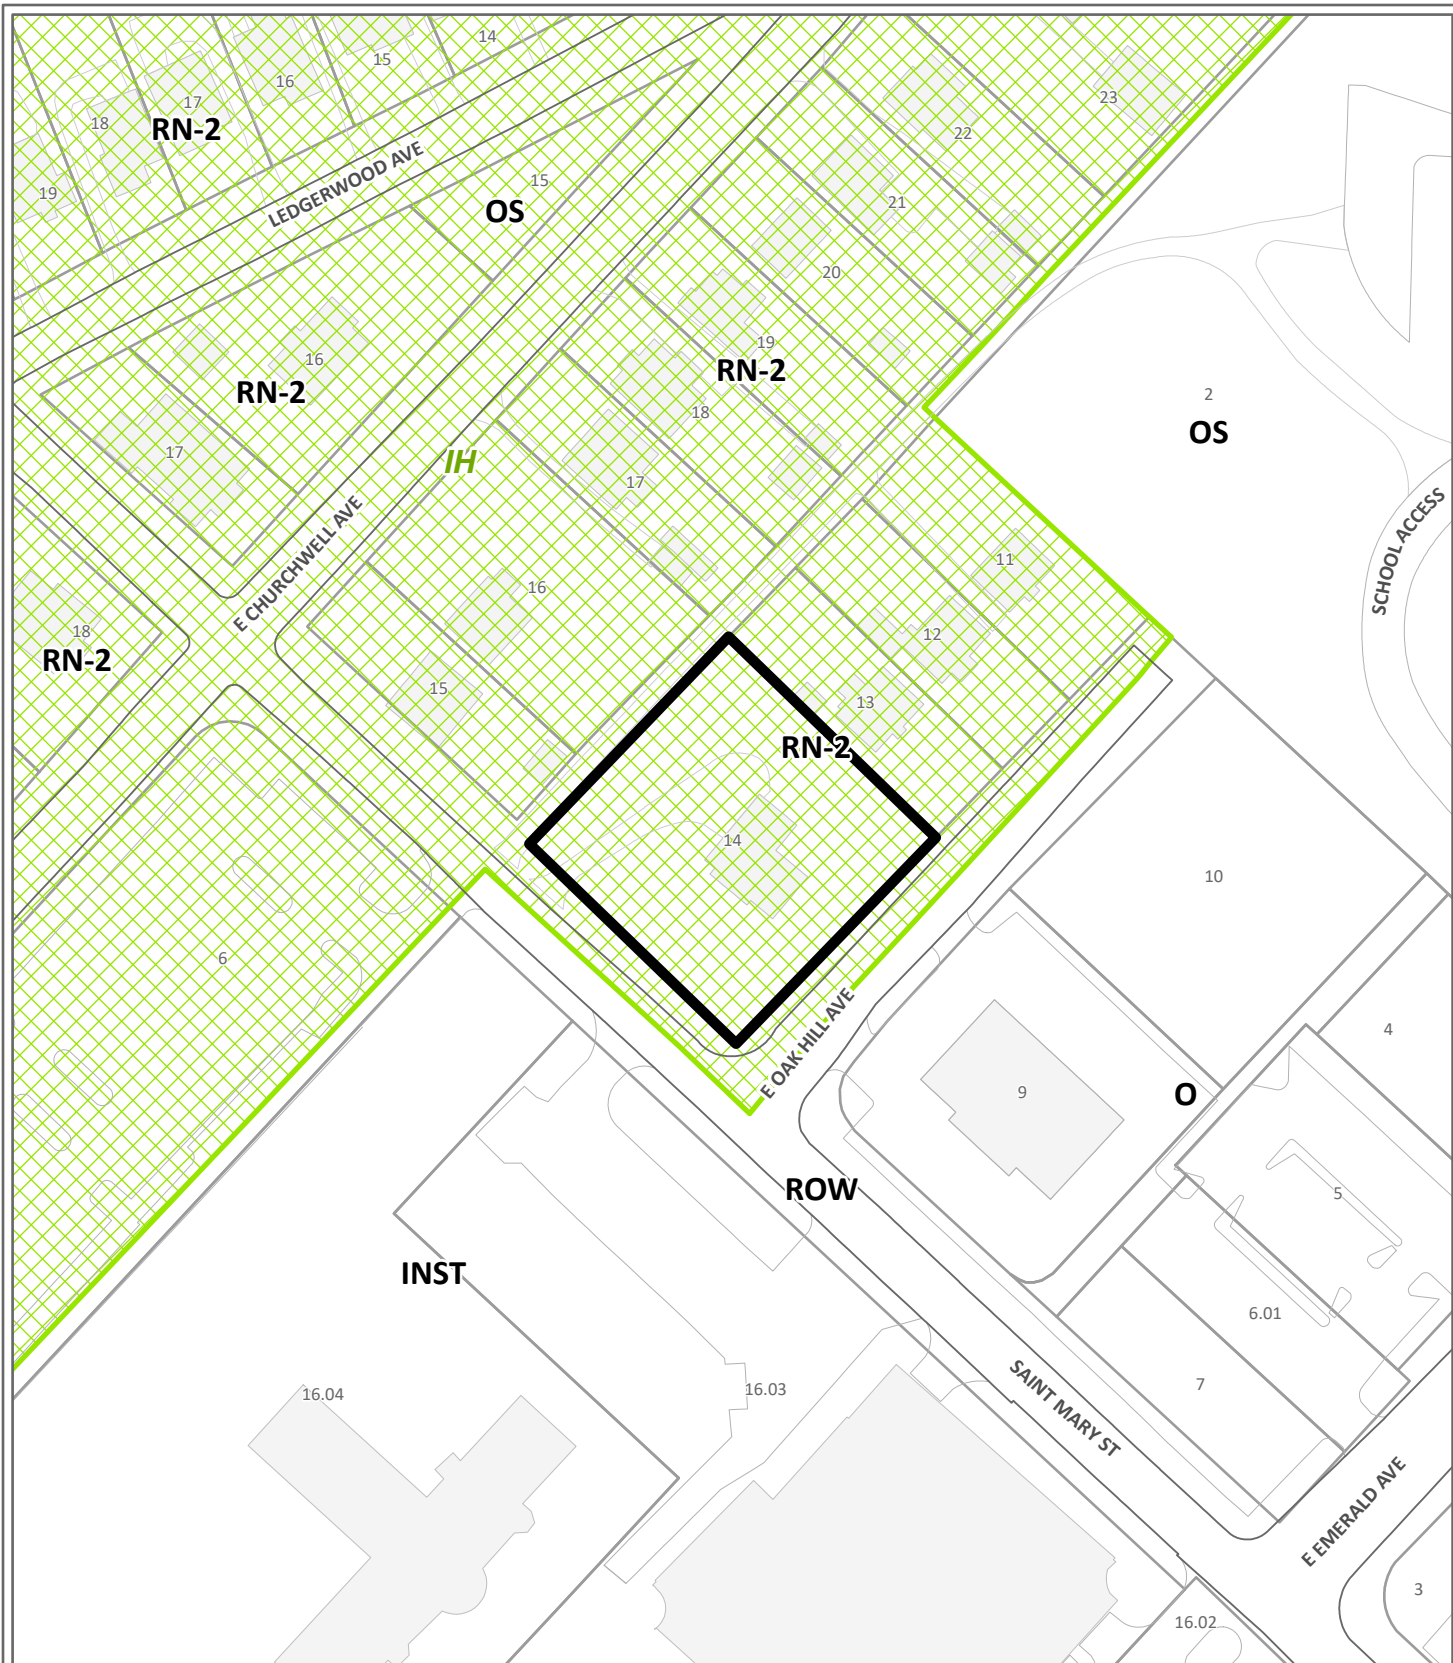 14
15
16
17
18
19
RN-2
LEDGERWOOD AVE
15
OS
23
22
21
20
19
RN-2
18
17
16
RN-2
17
IH
2
OS
SCHOOL ACCESS
E CHURCHWELL AVE
18
RN-2
16
15
11
12
13
RN-2
14
6
10
4
E OAK HILL AVE
9
O
5
ROW
INST
6.01
7
16.04
16.03
SAINT MARY ST
E EMERALD AVE
3
16.02